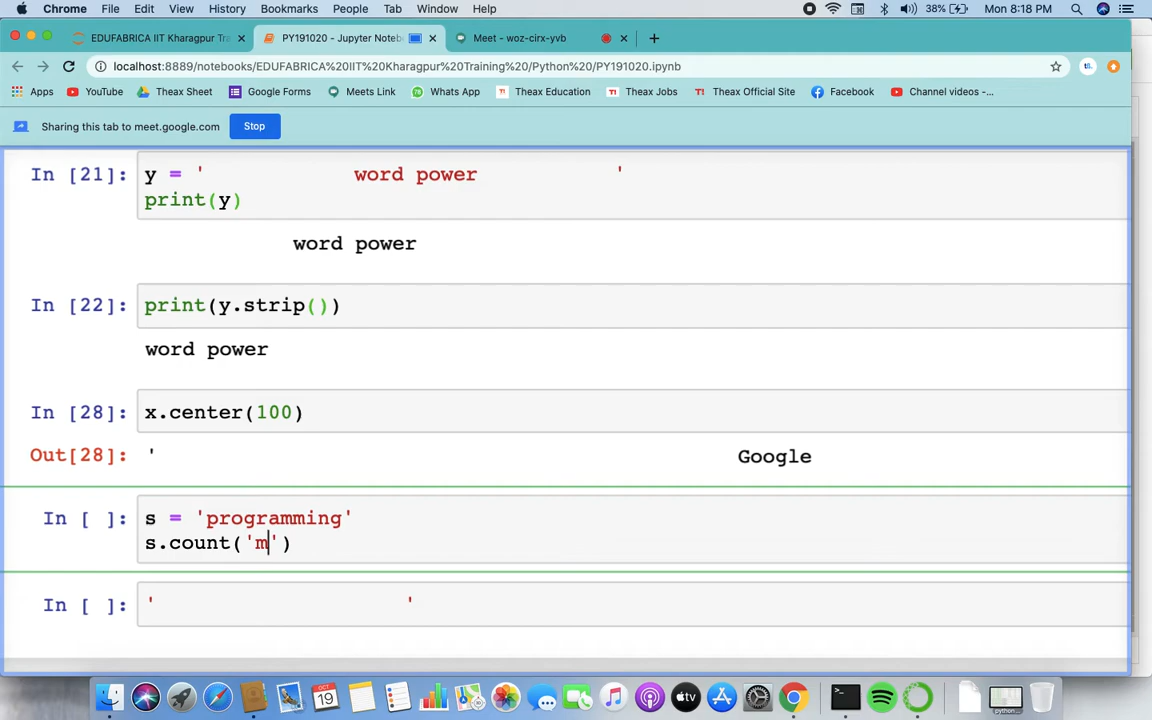 Chrome File Edit View History Bookmarks People Tab Window Help 38% Mon 8:18 PM
EDUFABRICA IIT Kharagpur Tra × PY191020 - Jupyter Notebo × Meet - woz-cirx-yvb × +
localhost:8889/notebooks/EDUFABRICA%20IIT%20Kharagpur%20Training%20/Python%20/PY191020.ipynb
Apps YouTube Theax Sheet Google Forms Meets Link Whats App Theax Education Theax Jobs Theax Official Site Facebook Channel videos -...
Sharing this tab to meet.google.com Stop
In [21]: y = '            word power            '
print(y)
word power
In [22]: print(y.strip())
word power
In [28]: x.center(100)
Out[28]: '                                               Google
In [ ]: s = 'programming'
s.count('m')
In [ ]: '                     '
OCT
19
tv
python...